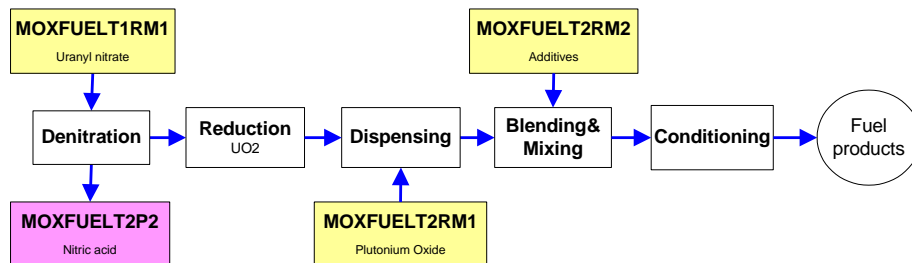 MOXFUELT1RM1
Uranyl nitrate
MOXFUELT2RM2
Additives
Denitration
Reduction
UO2
Dispensing
Blending&
Mixing
Conditioning
Fuel
products
MOXFUELT2P2
Nitric acid
MOXFUELT2RM1
Plutonium Oxide